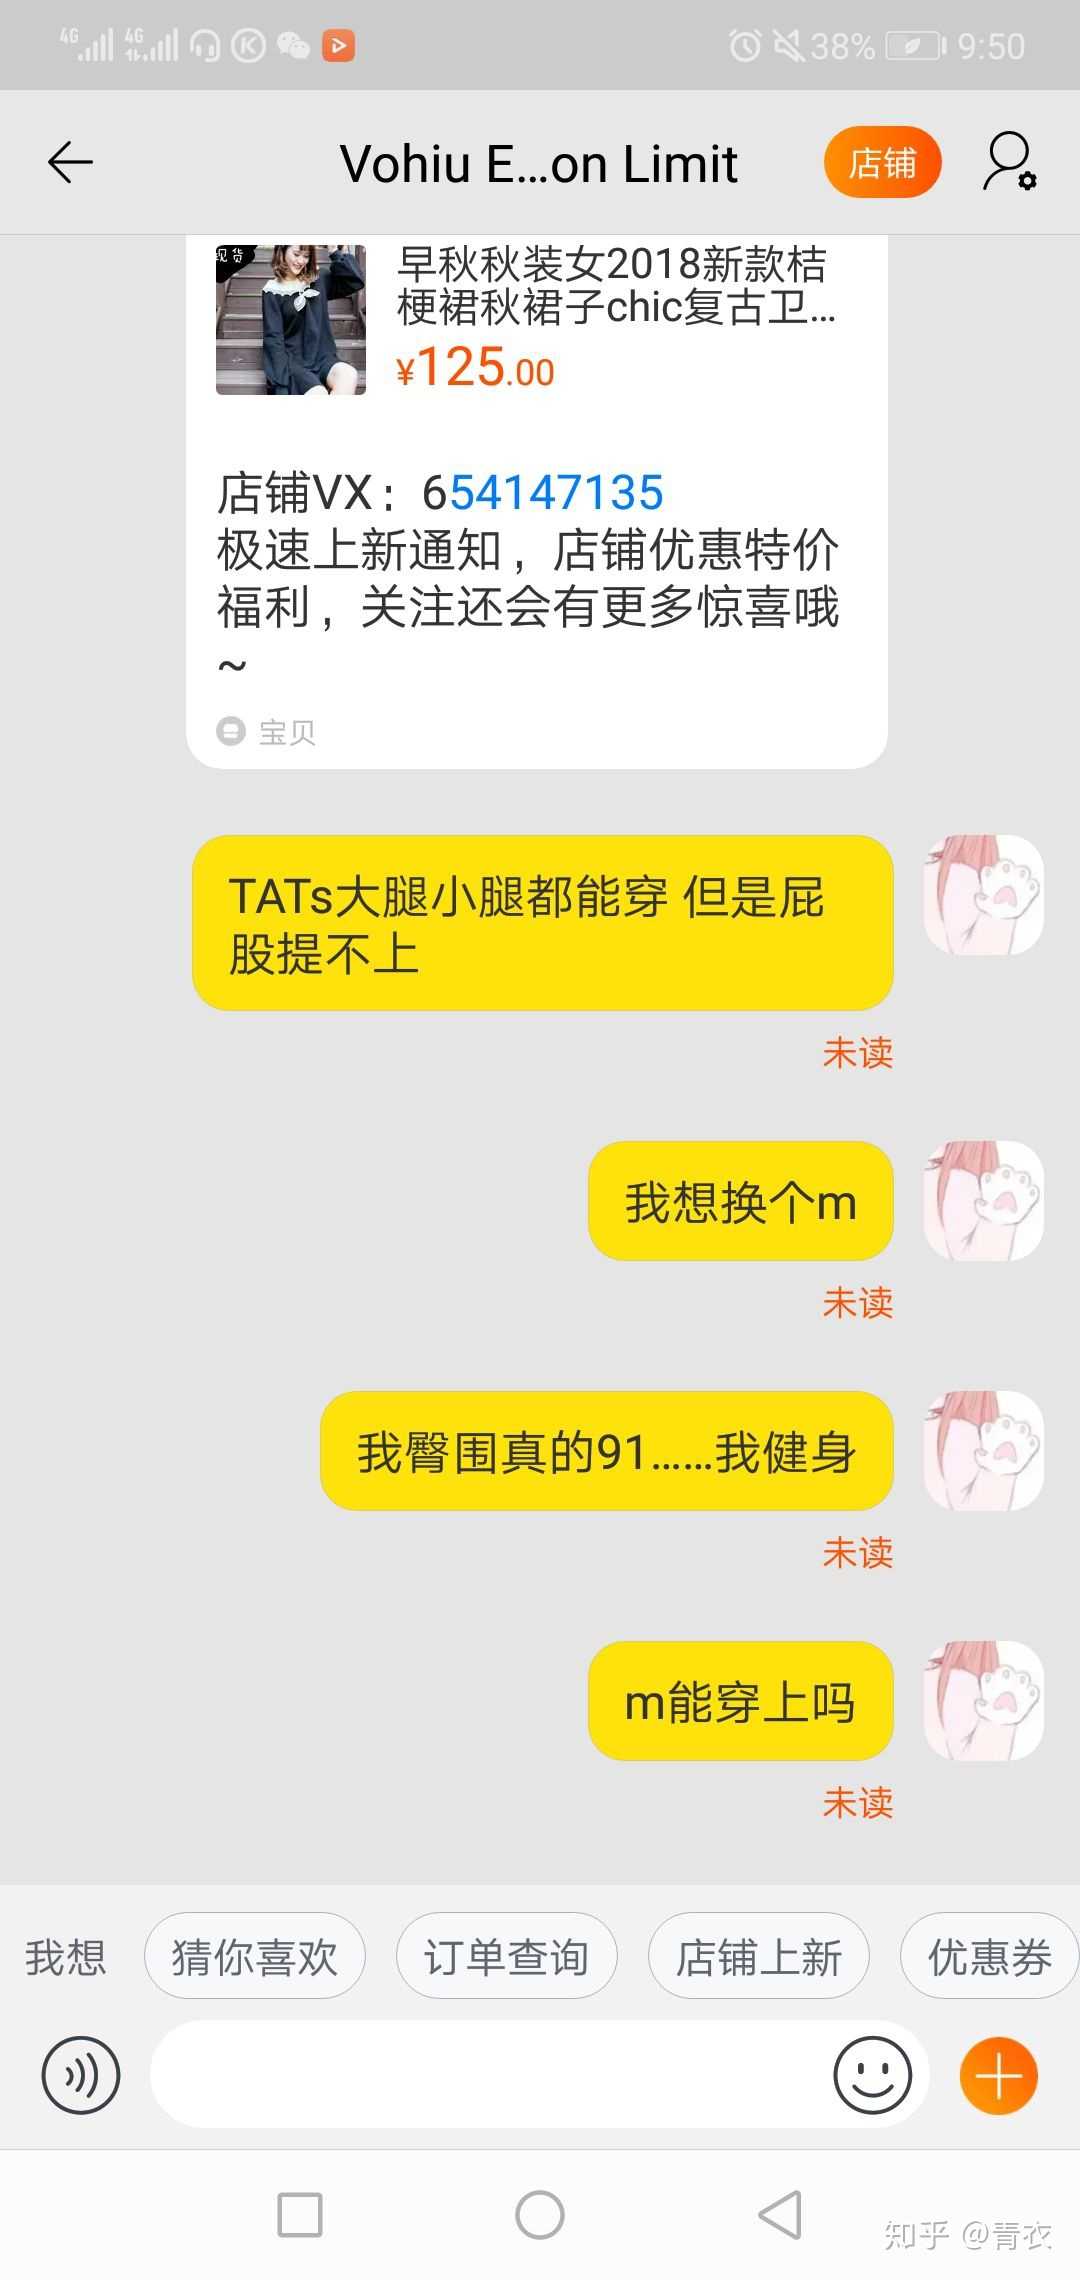 4G 4G 38% 9:50
Vohiu E...on Limit 店铺
现货
早秋秋装女2018新款桔
梗裙秋裙子chic复古卫...
¥125.00
店铺VX：654147135
极速上新通知，店铺优惠特价
福利，关注还会有更多惊喜哦
~
宝贝
TATs大腿小腿都能穿 但是屁
股提不上
未读
我想换个m
未读
我臀围真的91......我健身
未读
m能穿上吗
未读
我想 猜你喜欢 订单查询 店铺上新 优惠券
知乎 @青衣